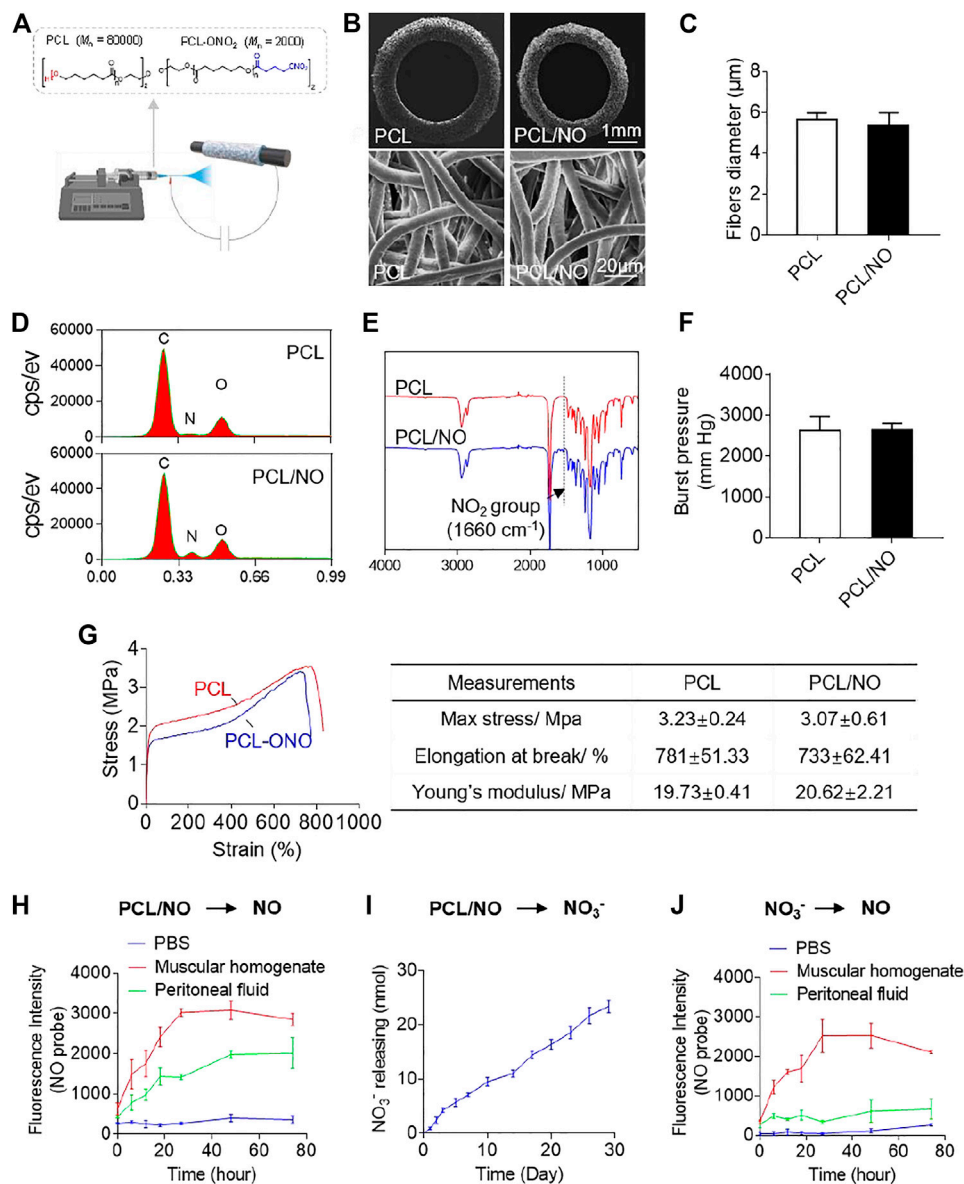 A
PCL (Mn = 80000)
PCL-ONO2 (Mn = 2000)
B
PCL
PCL/NO
1mm
PCL
PCL/NO
20μm
C
Fibers diameter (μm)
8
6
4
2
0
PCL
PCL/NO
D
cps/ev
60000
40000
20000
0
C
N
O
PCL
cps/ev
60000
40000
20000
0
C
N
O
PCL/NO
0.00 0.33 0.66 0.99
E
PCL
PCL/NO
NO2 group
(1660 cm-1)
4000 3000 2000 1000
F
Burst pressure
(mm Hg)
4000
3000
2000
1000
0
PCL
PCL/NO
G
Stress (MPa)
4
3
2
1
0
PCL
PCL-ONO
0 200 400 600 800 1000
Strain (%)
Measurements PCL PCL/NO
Max stress/ Mpa 3.23±0.24 3.07±0.61
Elongation at break/ % 781±51.33 733±62.41
Young's modulus/ MPa 19.73±0.41 20.62±2.21
H
PCL/NO → NO
PBS
Muscular homogenate
Peritoneal fluid
Fluorescence Intensity
(NO probe)
4000
3000
2000
1000
0
0 20 40 60 80
Time (hour)
I
PCL/NO → NO3-
NO3- releasing (nmol)
30
20
10
0
0 10 20 30
Time (Day)
J
NO3- → NO
PBS
Muscular homogenate
Peritoneal fluid
Fluorescence Intensity
(NO probe)
4000
3000
2000
1000
0
0 20 40 60 80
Time (hour)